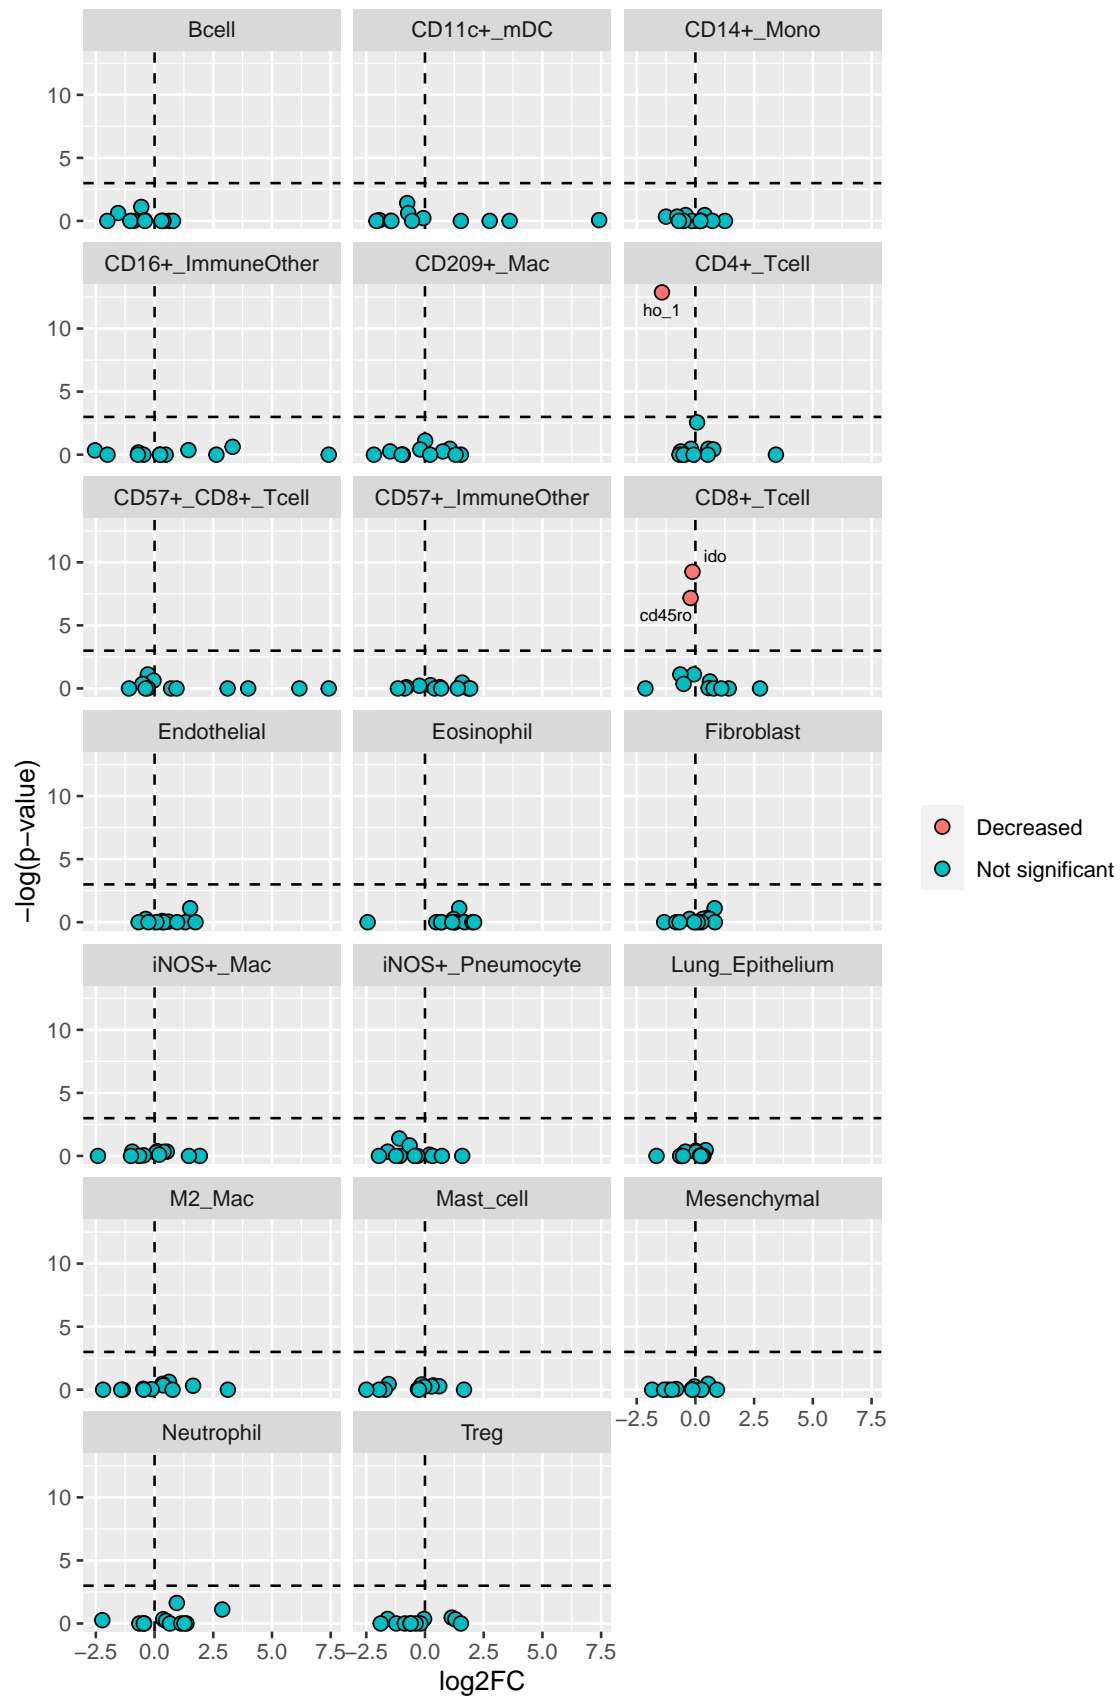 Bcell CD11c+_mDC CD14+_Mono
10
5
0
CD16+_ImmuneOther CD209+_Mac CD4+_Tcell
ho_1
10
5
0
CD57+_CD8+_Tcell CD57+_ImmuneOther CD8+_Tcell
ido
cd45ro
10
5
0
Endothelial Eosinophil Fibroblast
10
5
0
iNOS+_Mac iNOS+_Pneumocyte Lung_Epithelium
10
5
0
M2_Mac Mast_cell Mesenchymal
10
5
0
−2.5 0.0 2.5 5.0 7.5
Neutrophil Treg
10
5
0
−2.5 0.0 2.5 5.0 7.5 −2.5 0.0 2.5 5.0 7.5
log2FC
−log(p−value)
Decreased
Not significant